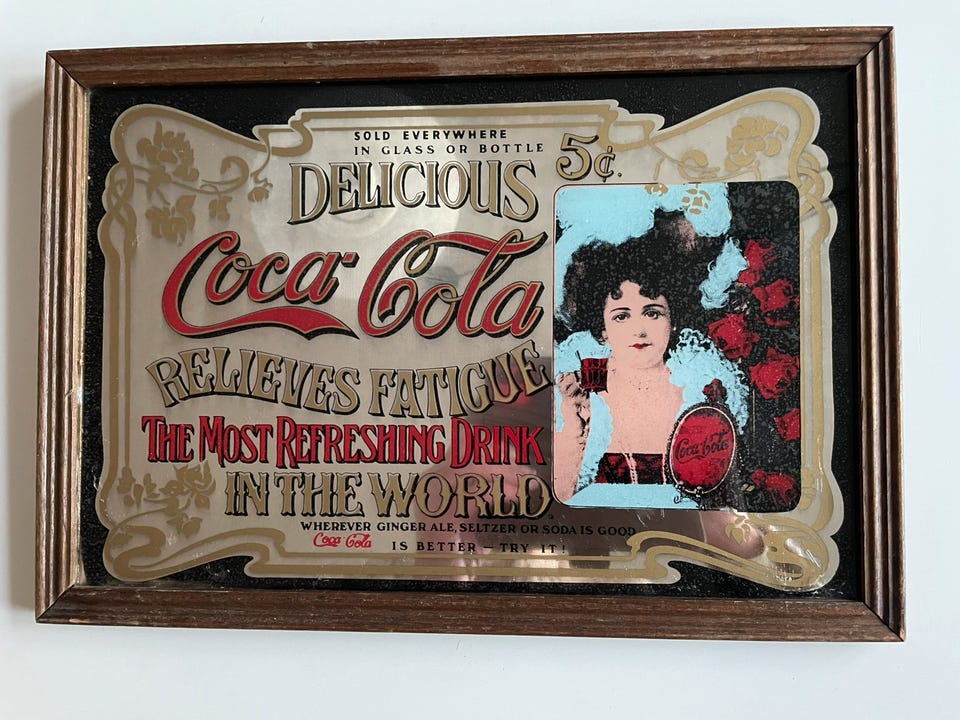 SOLD EVERYWHERE
IN GLASS OR BOTTLE
5¢.
DELICIOUS
Coca-Cola
RELIEVES FATIGUE
THE MOST REFRESHING DRINK
IN THE WORLD.
WHEREVER GINGER ALE, SELTZER OR SODA IS GOOD
Coca-Cola IS BETTER – TRY IT!
Coca-Cola